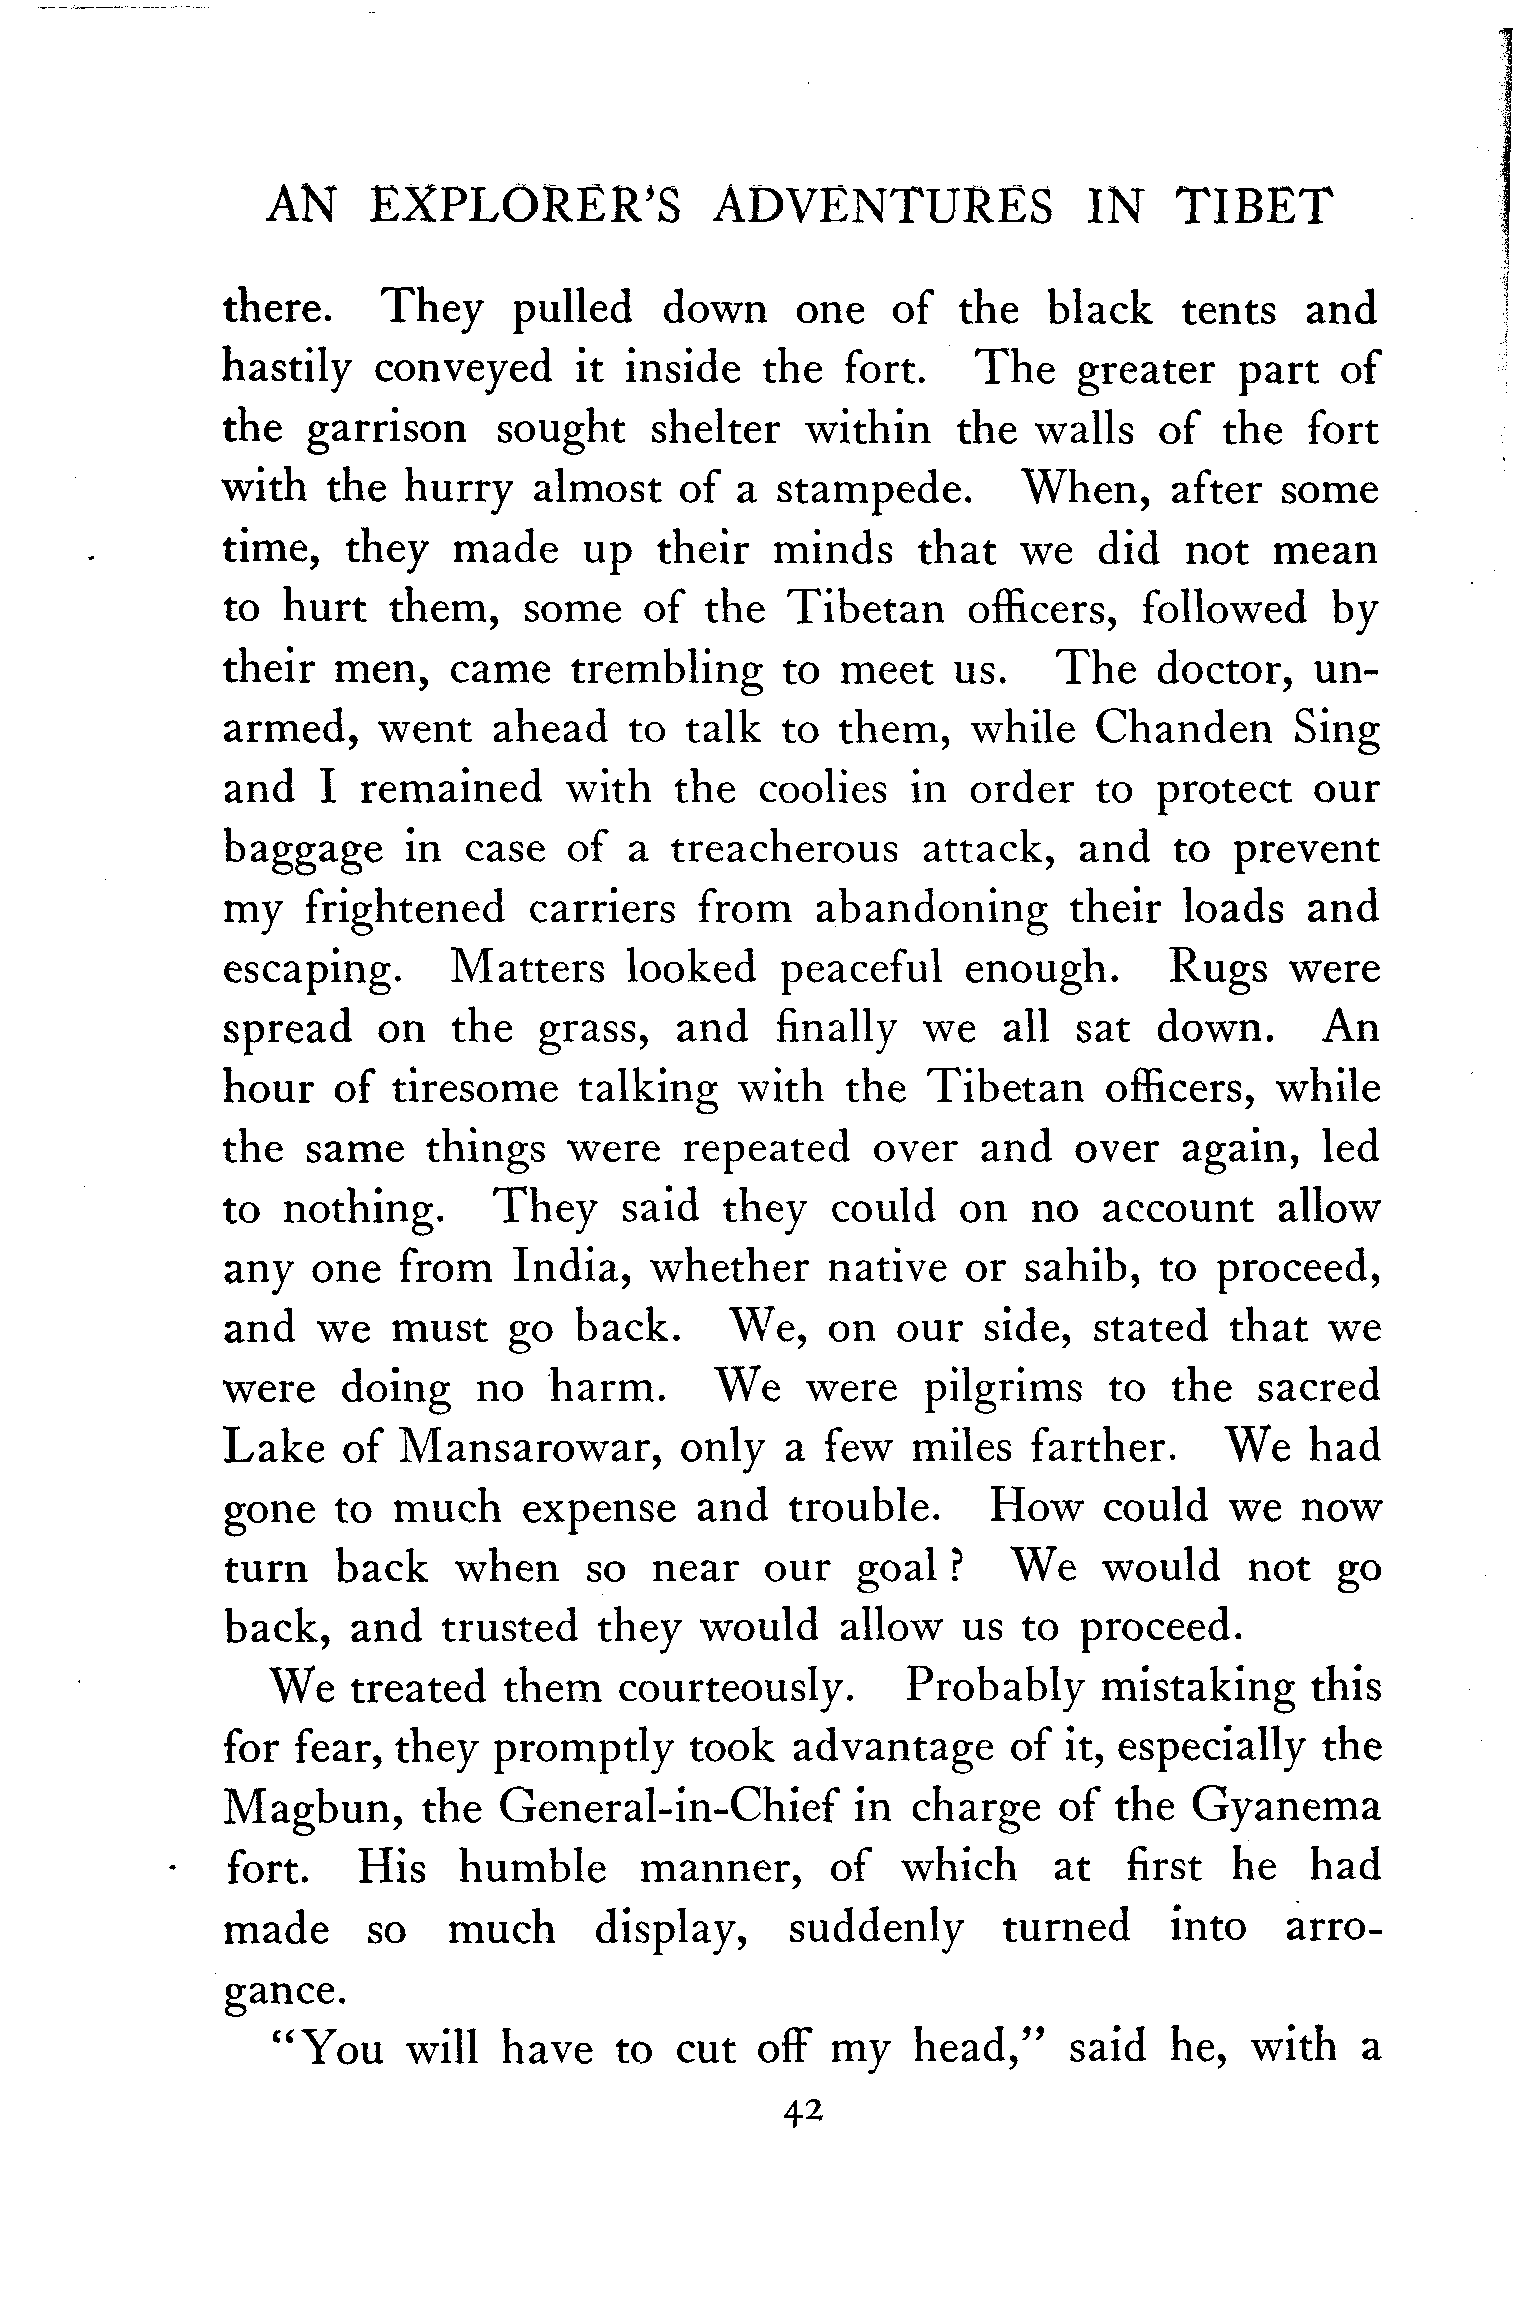 AN EXPLORER'S ADVENTURES IN TIBET
there. They pulled down one of the black tents and
hastily conveyed it inside the fort. The greater part of
the garrison sought shelter within the walls of the fort
with the hurry almost of a stampede. When, after some
time, they made up their minds that we did not mean
to hurt them, some of the Tibetan officers, followed by
their men, came trembling to meet us. The doctor, un-
armed, went ahead to talk to them, while Chanden Sing
and I remained with the coolies in order to protect our
baggage in case of a treacherous attack, and to prevent
my frightened carriers from abandoning their loads and
escaping. Matters looked peaceful enough. Rugs were
spread on the grass, and finally we all sat down. An
hour of tiresome talking with the Tibetan officers, while
the same things were repeated over and over again, led
to nothing. They said they could on no account allow
any one from India, whether native or sahib, to proceed,
and we must go back. We, on our side, stated that we
were doing no harm. We were pilgrims to the sacred
Lake of Mansarowar, only a few miles farther. We had
gone to much expense and trouble. How could we now
turn back when so near our goal ? We would not go
back, and trusted they would allow us to proceed.
We treated them courteously. Probably mistaking this
for fear, they promptly took advantage of it, especially the
Magbun, the General-in-Chief in charge of the Gyanema
fort. His humble manner, of which at first he had
made so much display, suddenly turned into arro-
gance.
"You will have to cut off my head," said he, with a
42